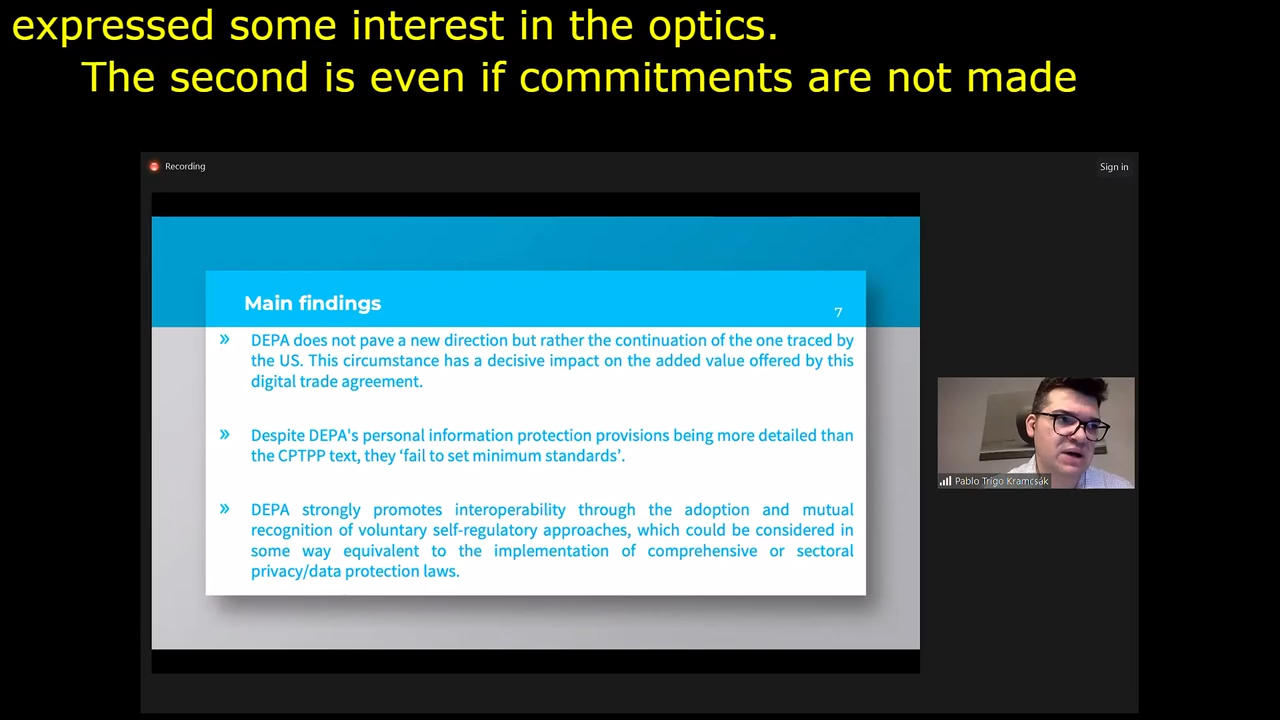 expressed some interest in the optics.
The second is even if commitments are not made
Recording
Sign in
Main findings
7
» DEPA does not pave a new direction but rather the continuation of the one traced by
the US. This circumstance has a decisive impact on the added value offered by this
digital trade agreement.
» Despite DEPA's personal information protection provisions being more detailed than
the CPTPP text, they ‘fail to set minimum standards’.
» DEPA strongly promotes interoperability through the adoption and mutual
recognition of voluntary self-regulatory approaches, which could be considered in
some way equivalent to the implementation of comprehensive or sectoral
privacy/data protection laws.
Pablo Trigo Kramcsák